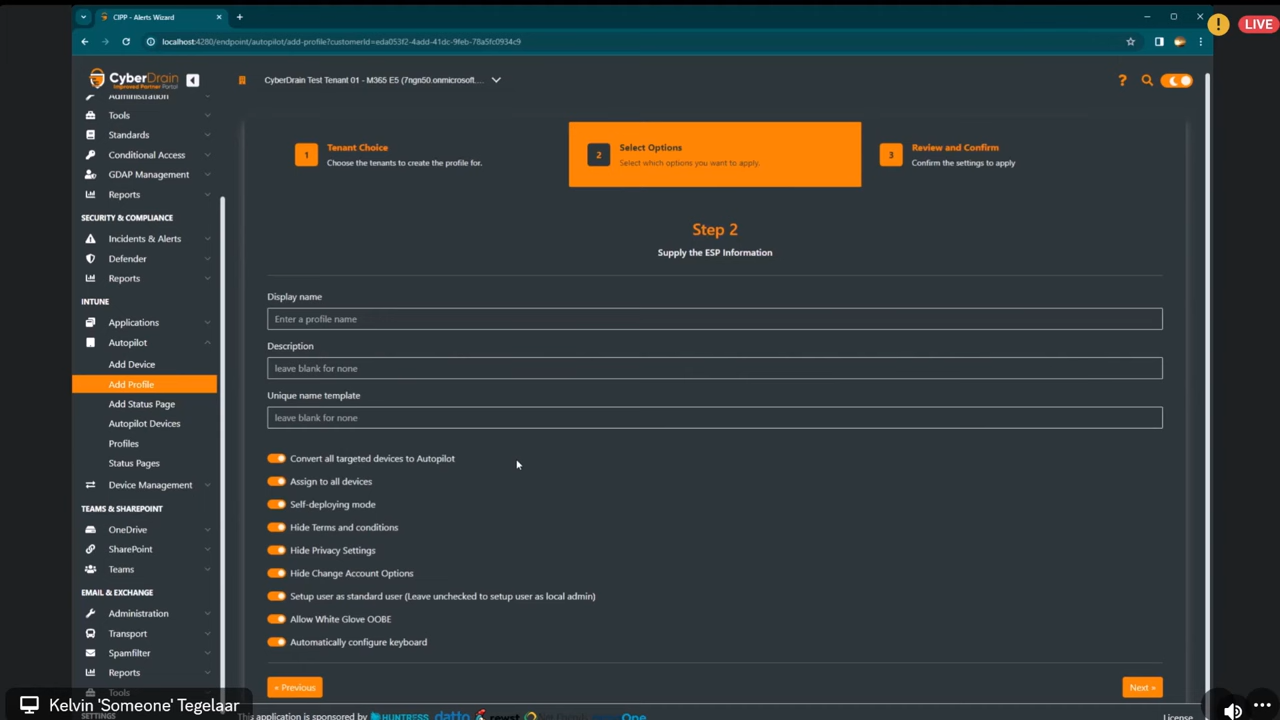 CIPP - Alerts Wizard
LIVE
localhost:4280/endpoint/autopilot/add-profile?customerId=eda053f2-4add-41dc-9feb-78a5fc0934c9
CyberDrain
Improved Partner Portal
CyberDrain Test Tenant 01 - M365 E5 (7ngn50.onmicrosoft...
Administration
Tools
Standards
Conditional Access
GDAP Management
Reports
SECURITY & COMPLIANCE
Incidents & Alerts
Defender
Reports
INTUNE
Applications
Autopilot
Add Device
Add Profile
Add Status Page
Autopilot Devices
Profiles
Status Pages
Device Management
TEAMS & SHAREPOINT
OneDrive
SharePoint
Teams
EMAIL & EXCHANGE
Administration
Transport
Spamfilter
Reports
Tools
SETTINGS
1
Tenant Choice
Choose the tenants to create the profile for.
2
Select Options
Select which options you want to apply.
3
Review and Confirm
Confirm the settings to apply
Step 2
Supply the ESP Information
Display name
Enter a profile name
Description
leave blank for none
Unique name template
leave blank for none
Convert all targeted devices to Autopilot
Assign to all devices
Self-deploying mode
Hide Terms and conditions
Hide Privacy Settings
Hide Change Account Options
Setup user as standard user (Leave unchecked to setup user as local admin)
Allow White Glove OOBE
Automatically configure keyboard
« Previous
Next »
This application is sponsored by HUNTRESS datto rewst One
License
Kelvin 'Someone' Tegelaar